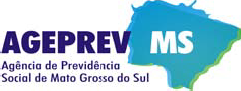 AGEPREV MS
Agência de Previdência
Social de Mato Grosso do Sul